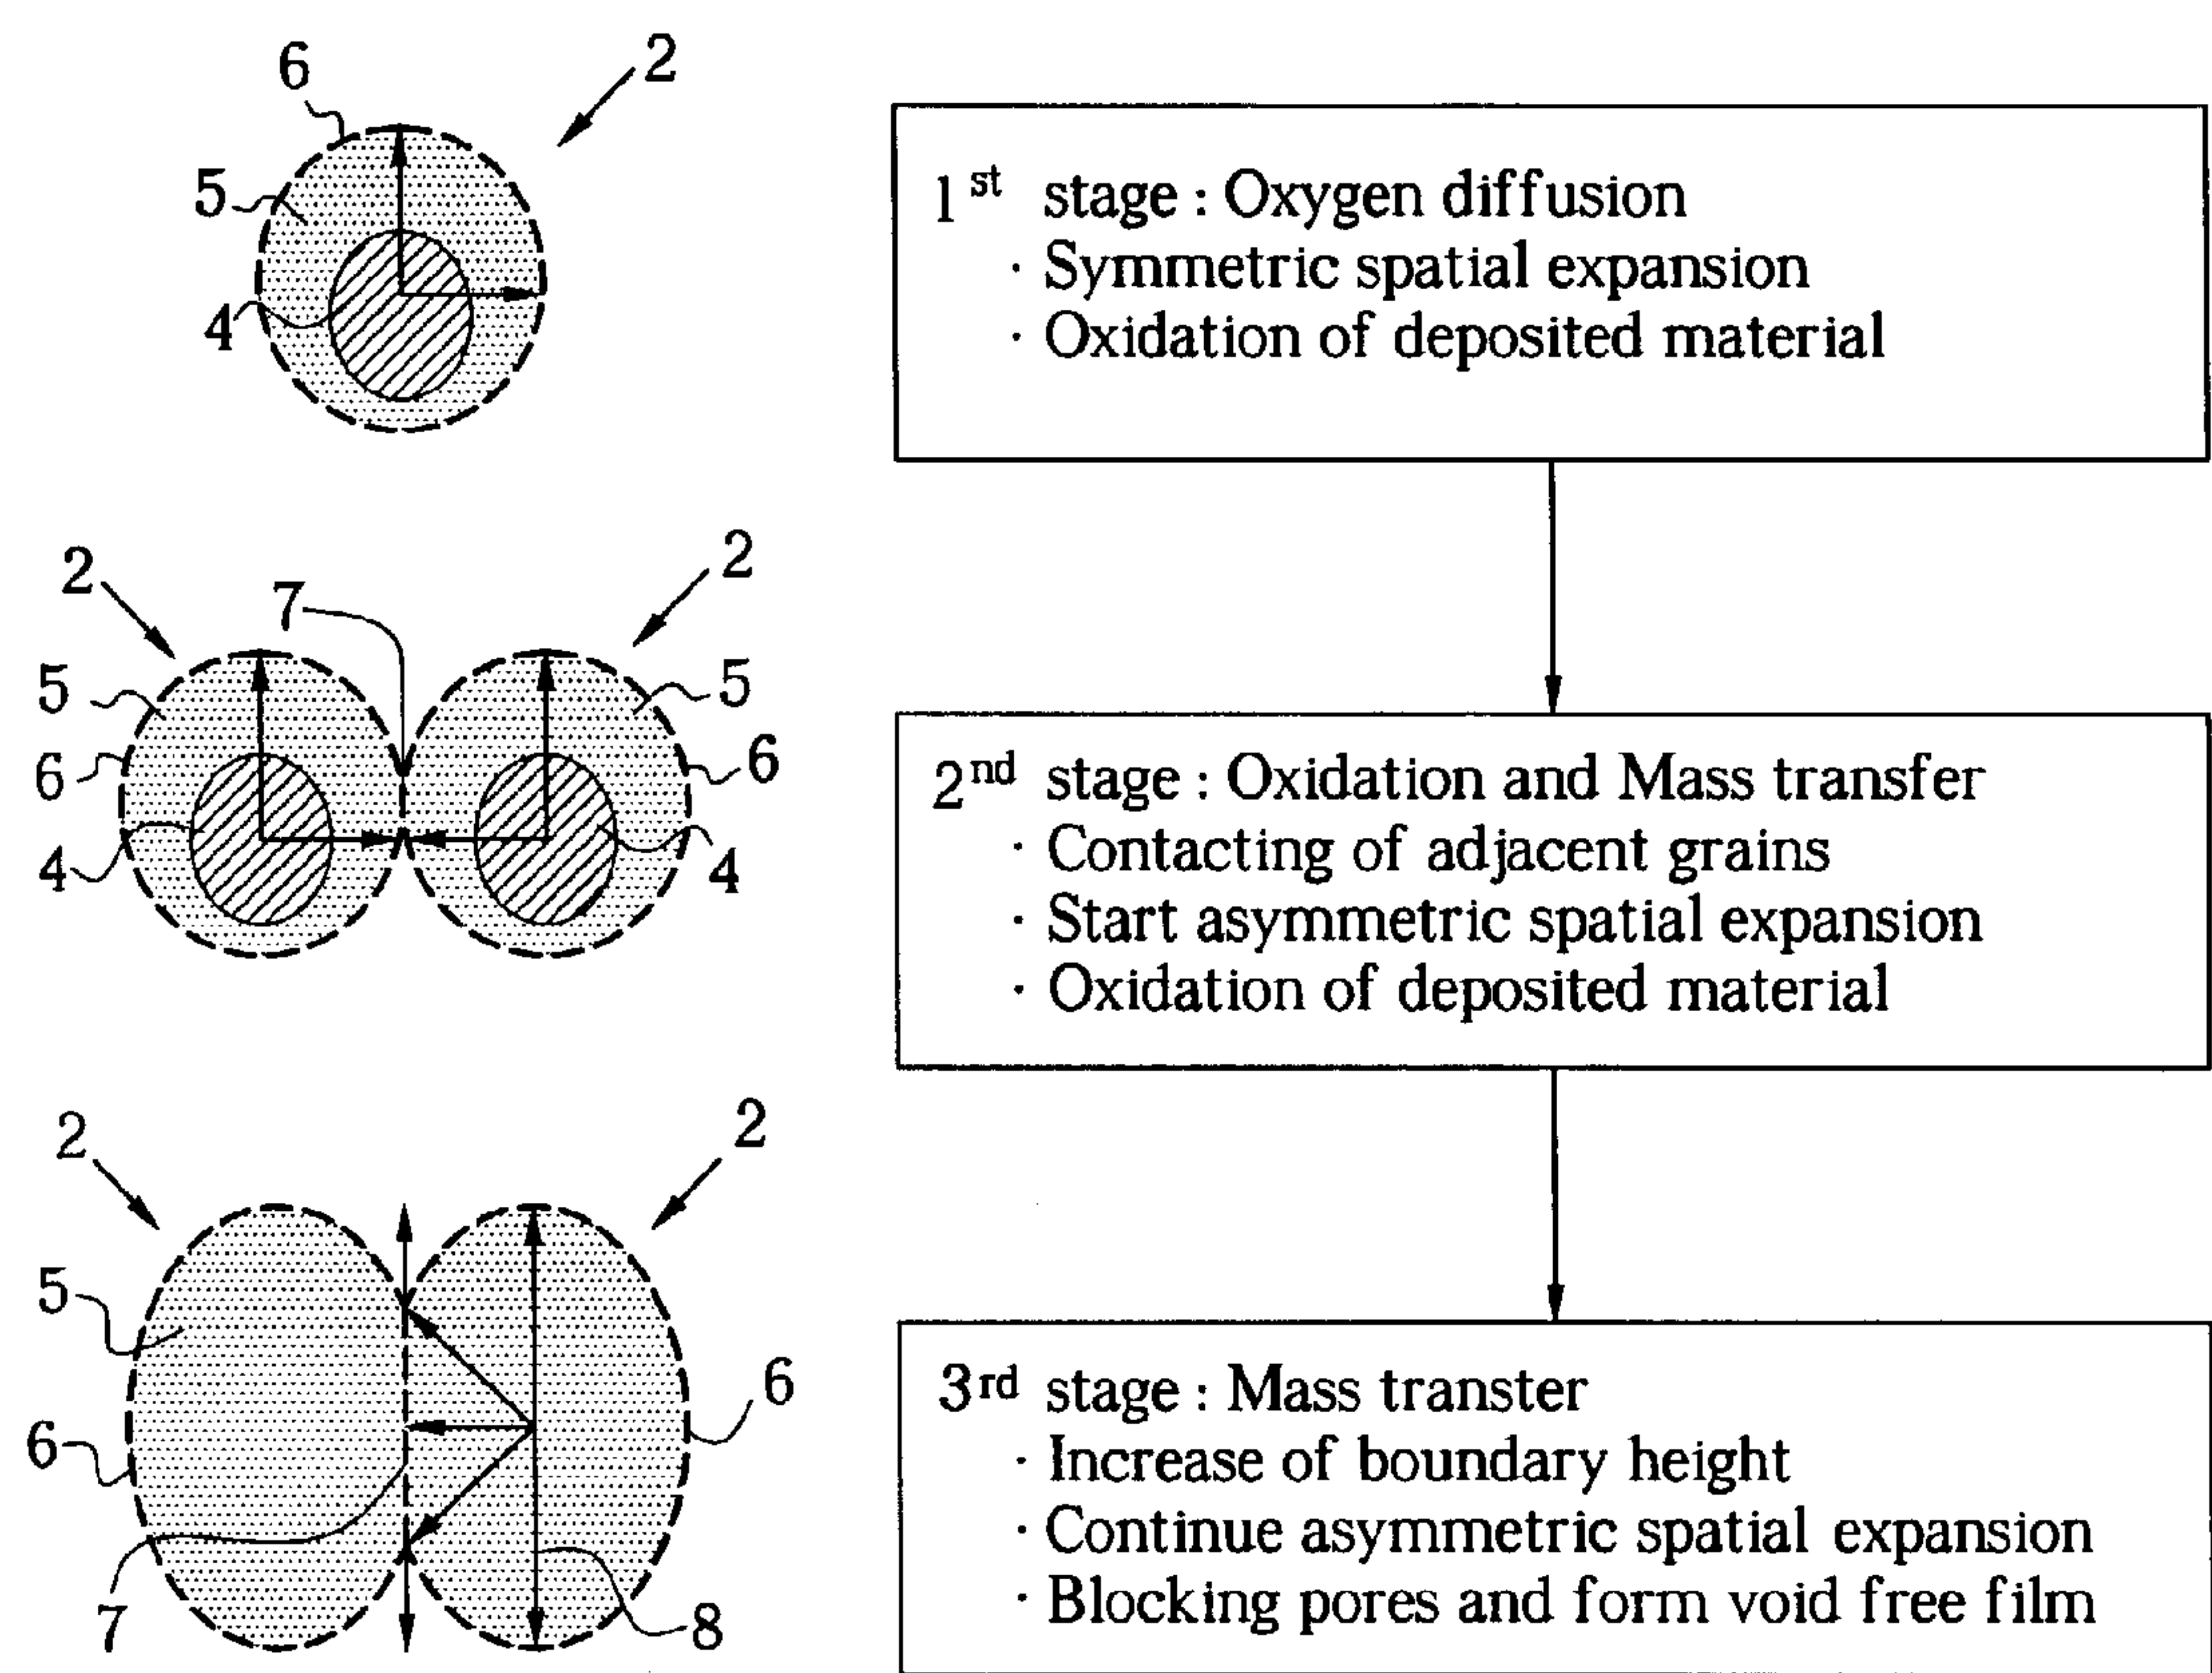 6
2
5
4
1st stage : Oxygen diffusion
· Symmetric spatial expansion
· Oxidation of deposited material
2
7
2
5
5
6
6
4
4
2nd stage : Oxidation and Mass transfer
· Contacting of adjacent grains
· Start asymmetric spatial expansion
· Oxidation of deposited material
2
2
5
6
6
7
8
3rd stage : Mass transter
· Increase of boundary height
· Continue asymmetric spatial expansion
· Blocking pores and form void free film